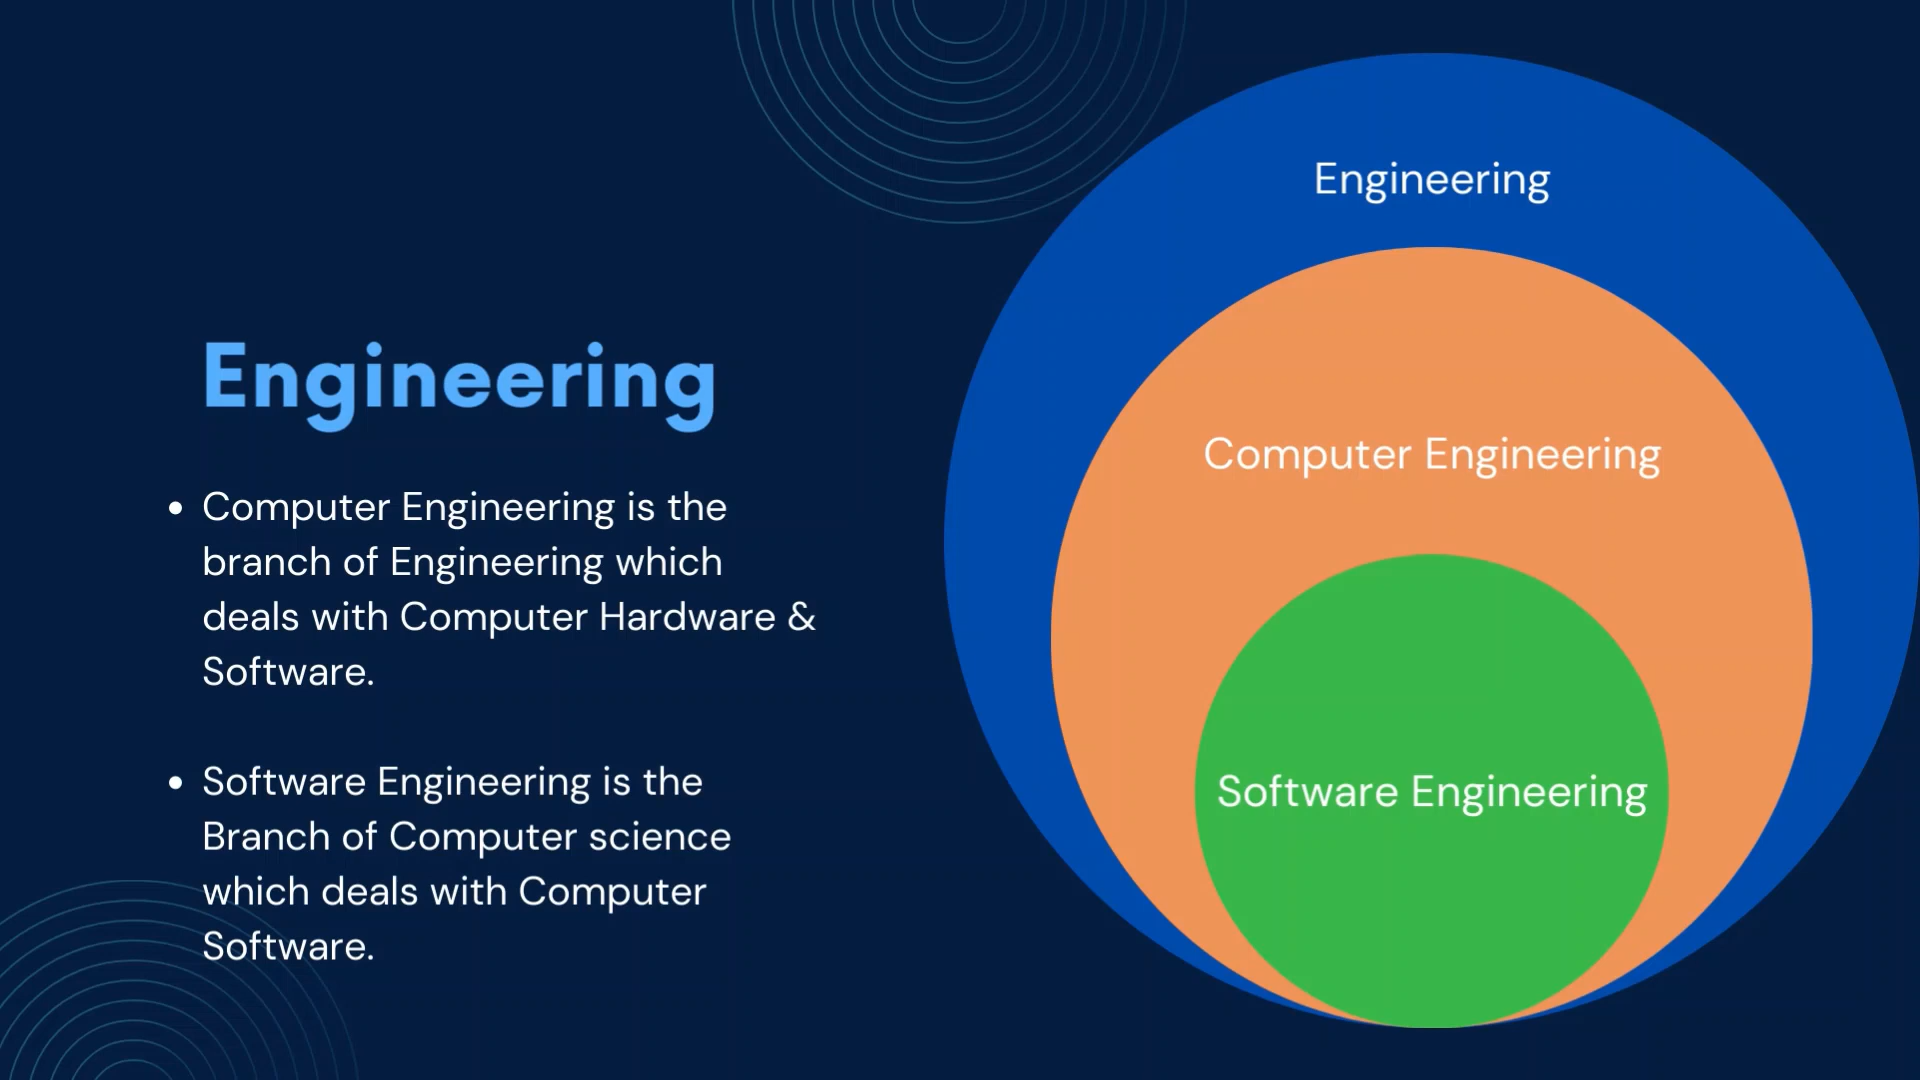 Engineering
• Computer Engineering is the
branch of Engineering which
deals with Computer Hardware &
Software.
• Software Engineering is the
Branch of Computer science
which deals with Computer
Software.
Engineering
Computer Engineering
Software Engineering